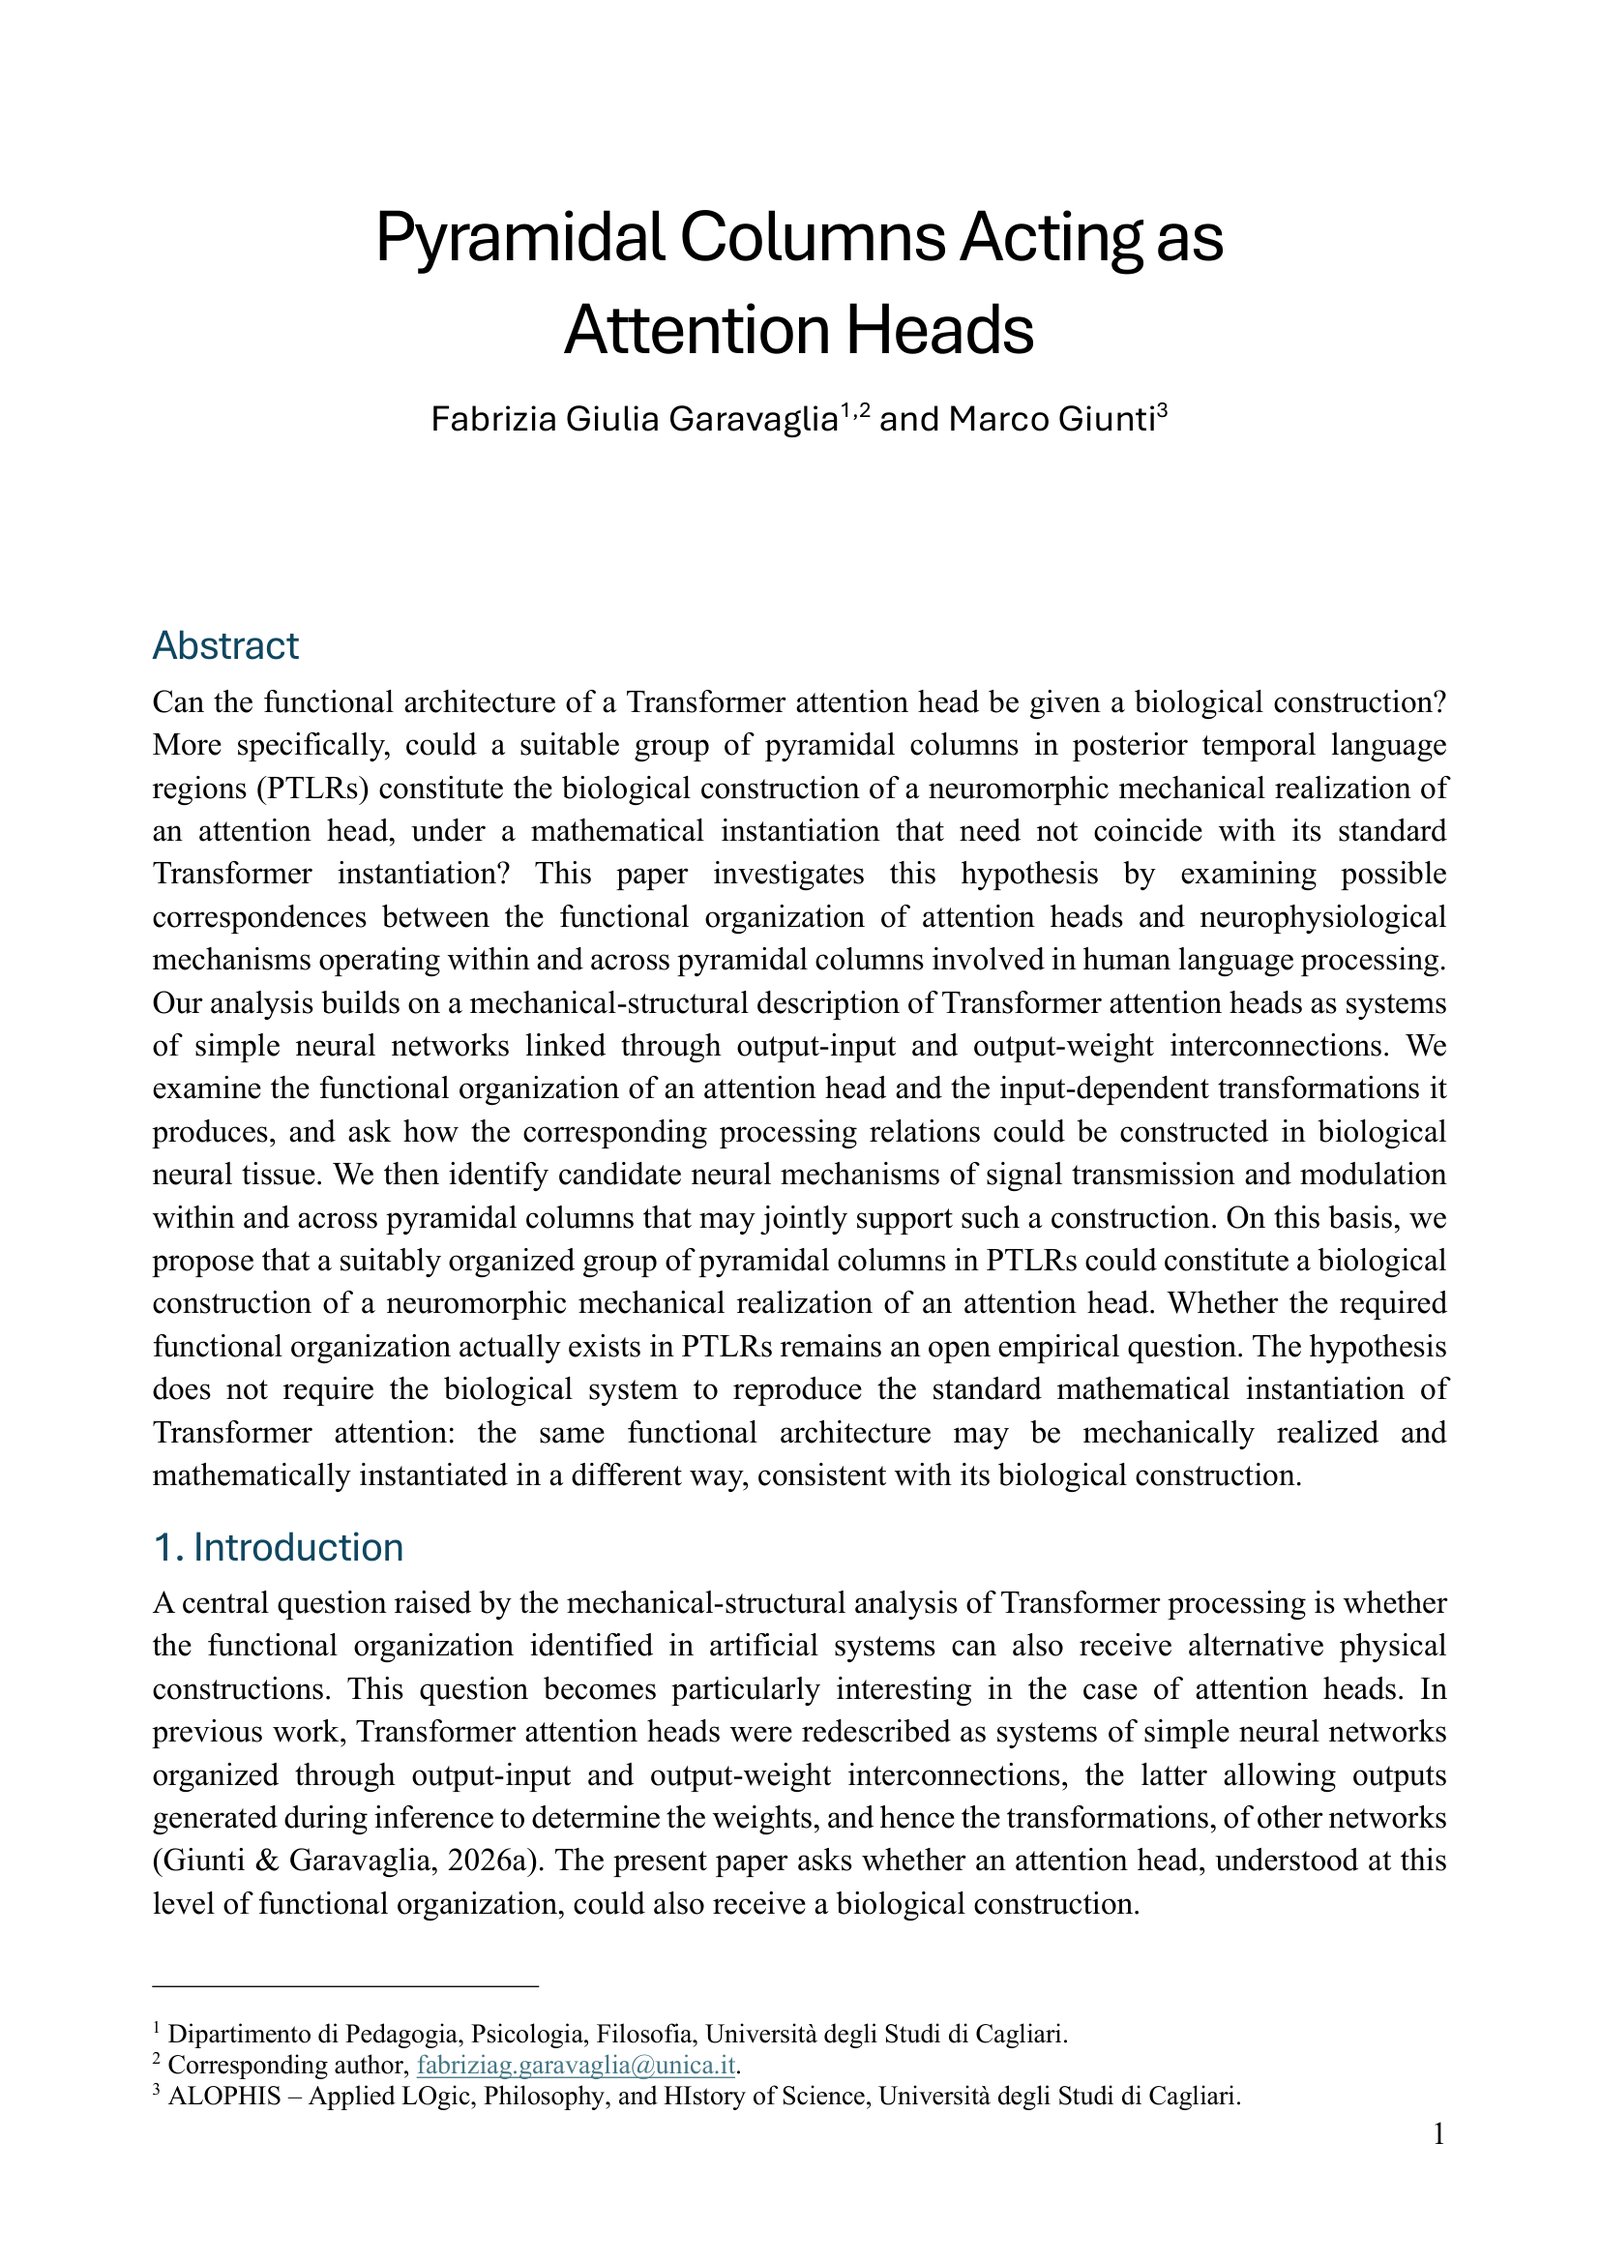 Pyramidal Columns Acting as
Attention Heads
Fabrizia Giulia Garavaglia1,2 and Marco Giunti3
Abstract
Can the functional architecture of a Transformer attention head be given a biological construction?
More specifically, could a suitable group of pyramidal columns in posterior temporal language
regions (PTLRs) constitute the biological construction of a neuromorphic mechanical realization of
an attention head, under a mathematical instantiation that need not coincide with its standard
Transformer instantiation? This paper investigates this hypothesis by examining possible
correspondences between the functional organization of attention heads and neurophysiological
mechanisms operating within and across pyramidal columns involved in human language processing.
Our analysis builds on a mechanical-structural description of Transformer attention heads as systems
of simple neural networks linked through output-input and output-weight interconnections. We
examine the functional organization of an attention head and the input-dependent transformations it
produces, and ask how the corresponding processing relations could be constructed in biological
neural tissue. We then identify candidate neural mechanisms of signal transmission and modulation
within and across pyramidal columns that may jointly support such a construction. On this basis, we
propose that a suitably organized group of pyramidal columns in PTLRs could constitute a biological
construction of a neuromorphic mechanical realization of an attention head. Whether the required
functional organization actually exists in PTLRs remains an open empirical question. The hypothesis
does not require the biological system to reproduce the standard mathematical instantiation of
Transformer attention: the same functional architecture may be mechanically realized and
mathematically instantiated in a different way, consistent with its biological construction.
1. Introduction
A central question raised by the mechanical-structural analysis of Transformer processing is whether
the functional organization identified in artificial systems can also receive alternative physical
constructions. This question becomes particularly interesting in the case of attention heads. In
previous work, Transformer attention heads were redescribed as systems of simple neural networks
organized through output-input and output-weight interconnections, the latter allowing outputs
generated during inference to determine the weights, and hence the transformations, of other networks
(Giunti & Garavaglia, 2026a). The present paper asks whether an attention head, understood at this
level of functional organization, could also receive a biological construction.
1 Dipartimento di Pedagogia, Psicologia, Filosofia, Università degli Studi di Cagliari.
2 Corresponding author, fabriziag.garavaglia@unica.it.
3 ALOPHIS – Applied LOgic, Philosophy, and HIstory of Science, Università degli Studi di Cagliari.
1